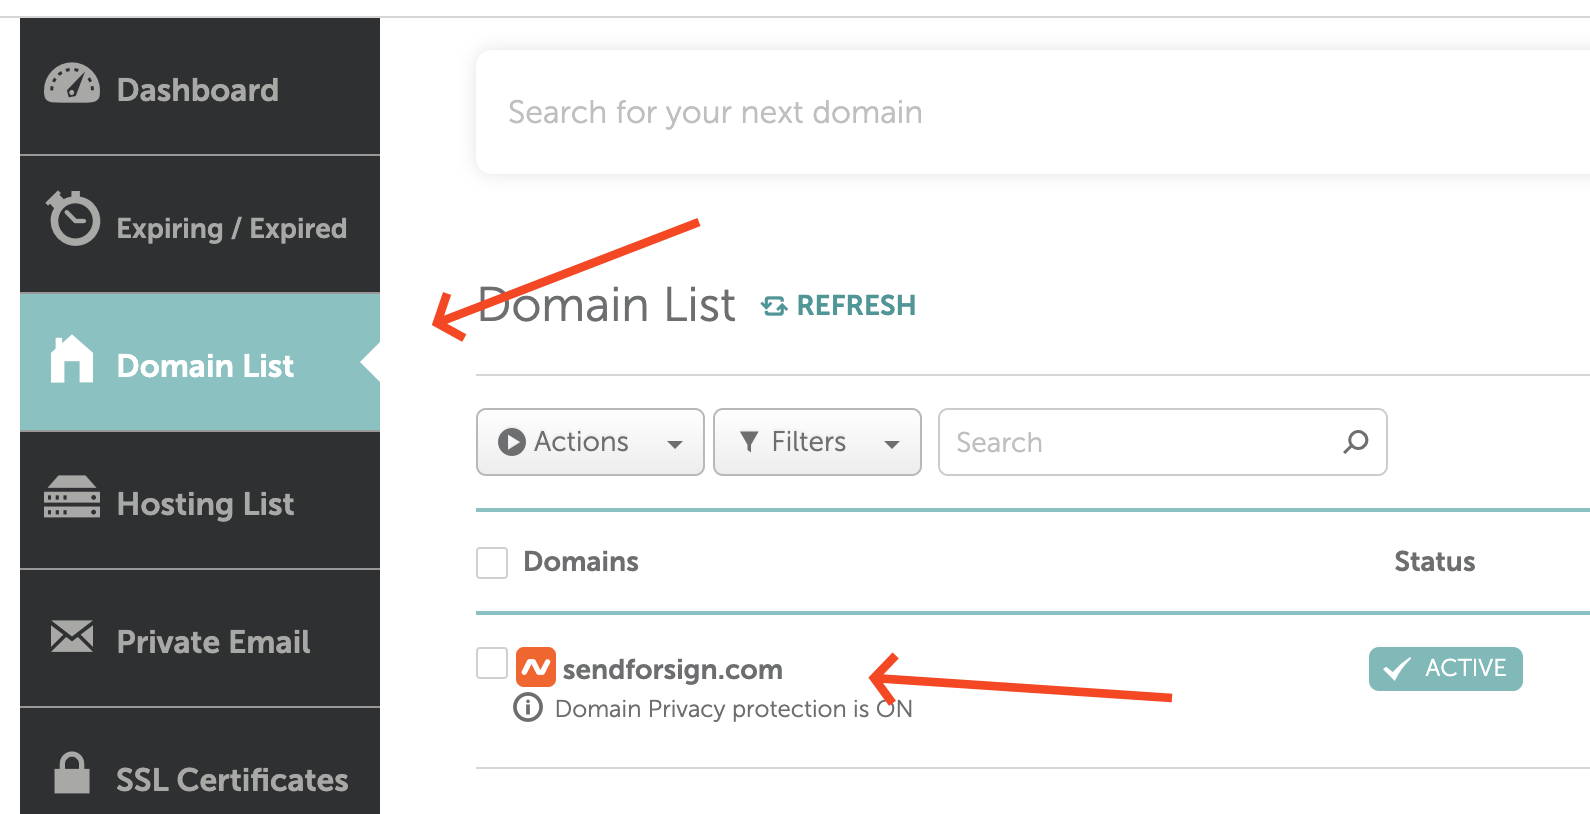 Dashboard
Expiring / Expired
Domain List
Hosting List
Private Email
SSL Certificates
Search for your next domain
Domain List REFRESH
Actions Filters Search
Domains Status
sendforsign.com ACTIVE
Domain Privacy protection is ON